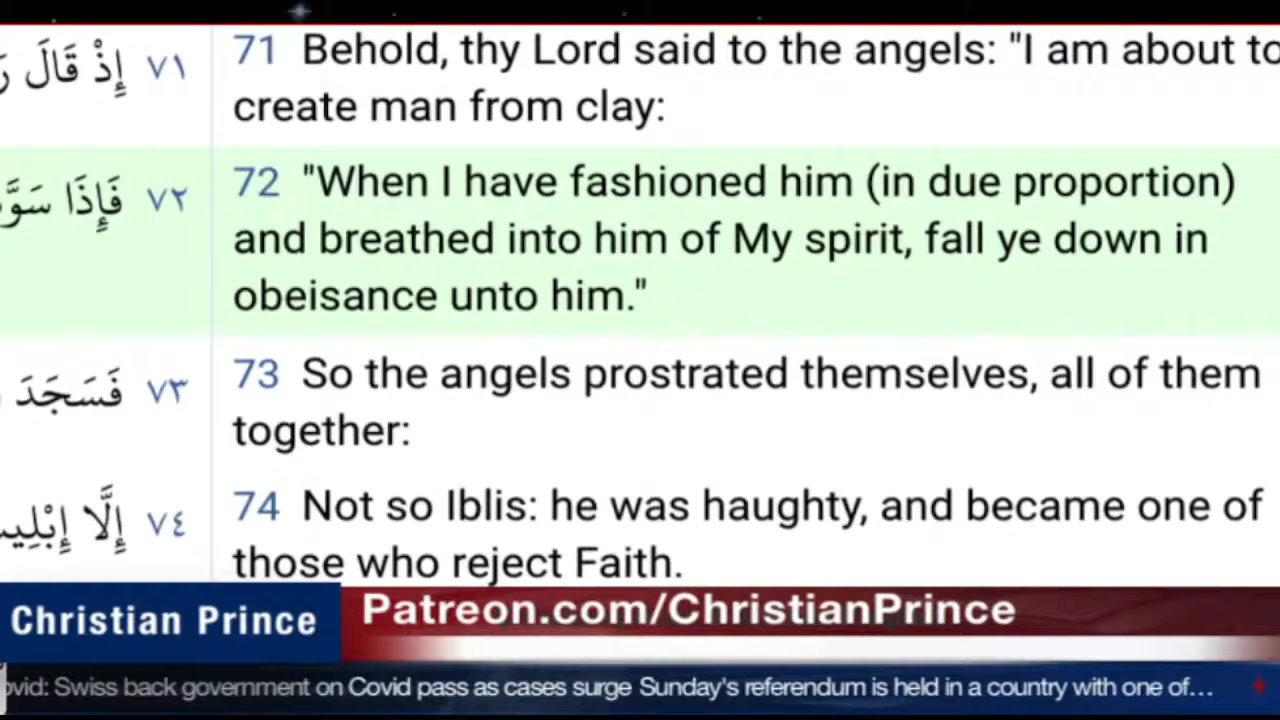 71 Behold, thy Lord said to the angels: "I am about to
create man from clay:
٧١ إِذْ قَالَ
72 "When I have fashioned him (in due proportion)
and breathed into him of My spirit, fall ye down in
obeisance unto him."
٧٢ فَإِذَا
73 So the angels prostrated themselves, all of them
together:
٧٣ فَسَجَدَ
74 Not so Iblis: he was haughty, and became one of
those who reject Faith.
٧٤ إِلَّا
Christian Prince
Patreon.com/ChristianPrince
ovid: Swiss back government on Covid pass as cases surge Sunday's referendum is held in a country with one of...